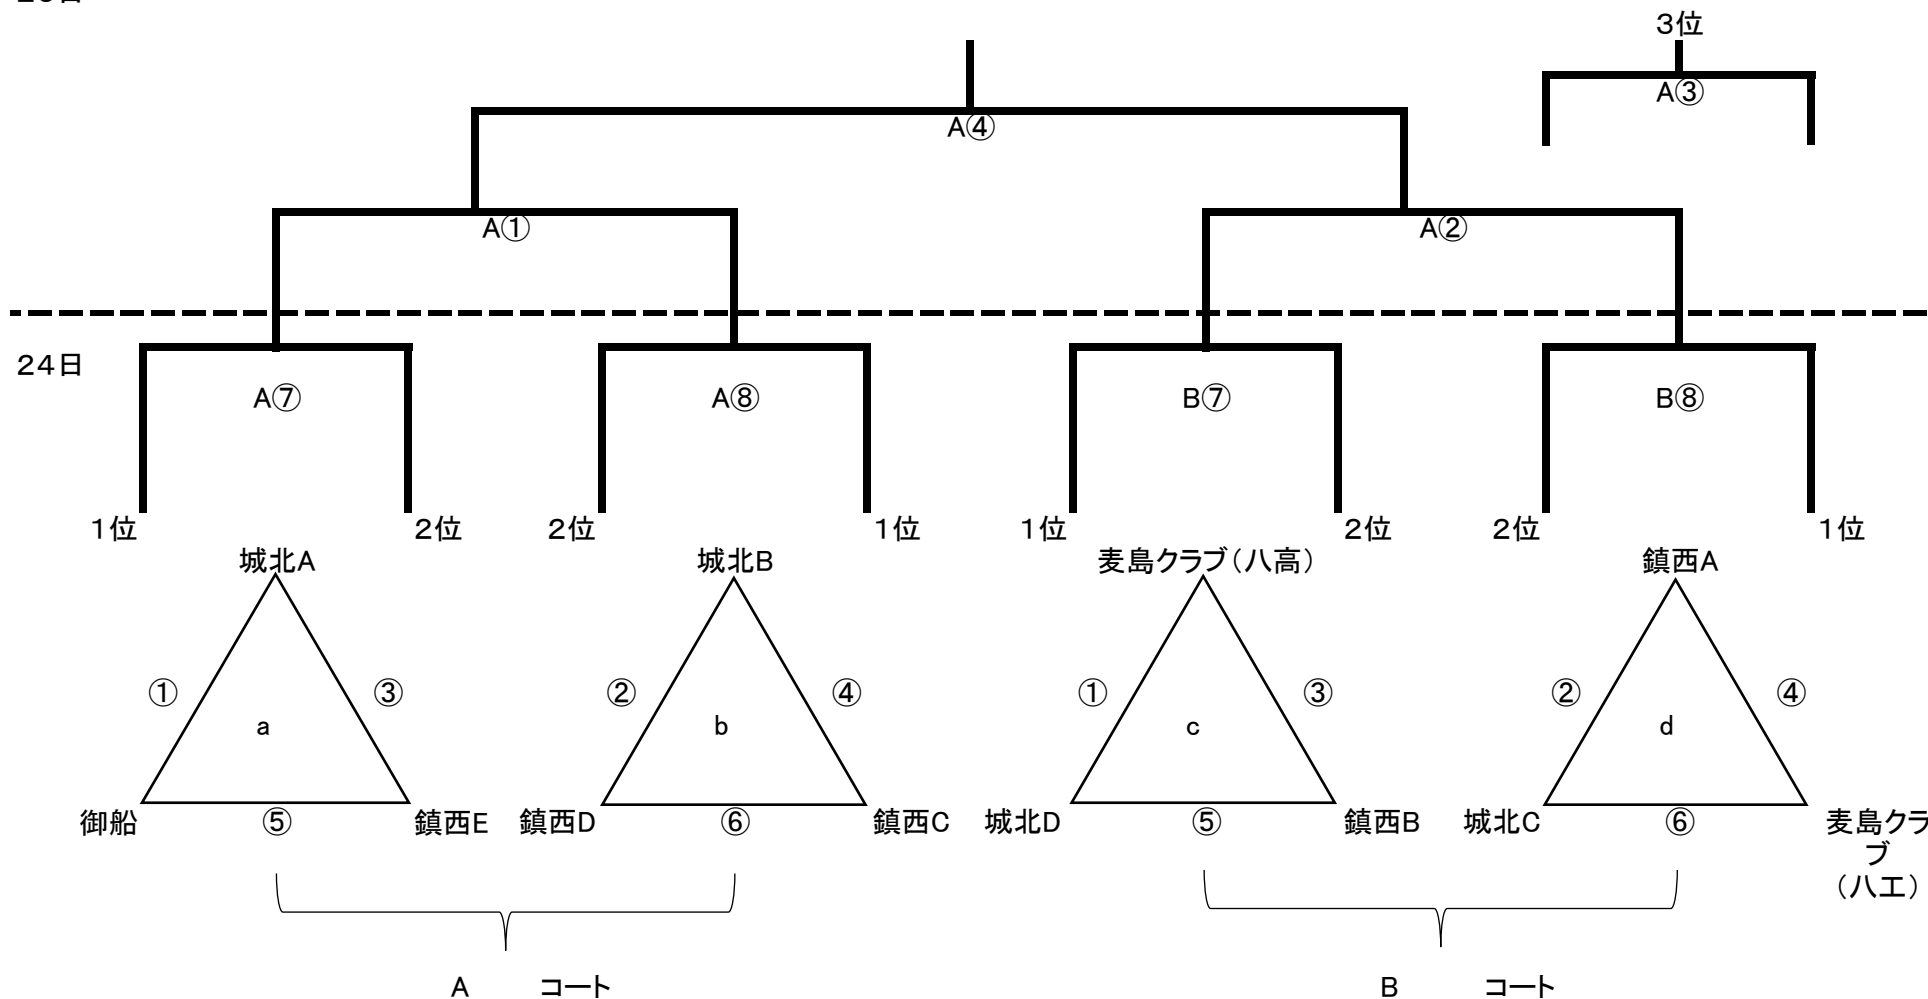 3位
A③
A④
A① A②
24日
A⑦ A⑧ B⑦ B⑧
1位 2位 2位 1位 1位 2位 2位 1位
城北A 城北B 麦島クラブ(八高) 鎮西A
① ③ ② ④ ① ③ ② ④
a b c d
御船 ⑤ 鎮西E 鎮西D ⑥ 鎮西C 城北D ⑤ 鎮西B 城北C ⑥ 麦島クラ
ブ
(八工)
A コート B コート